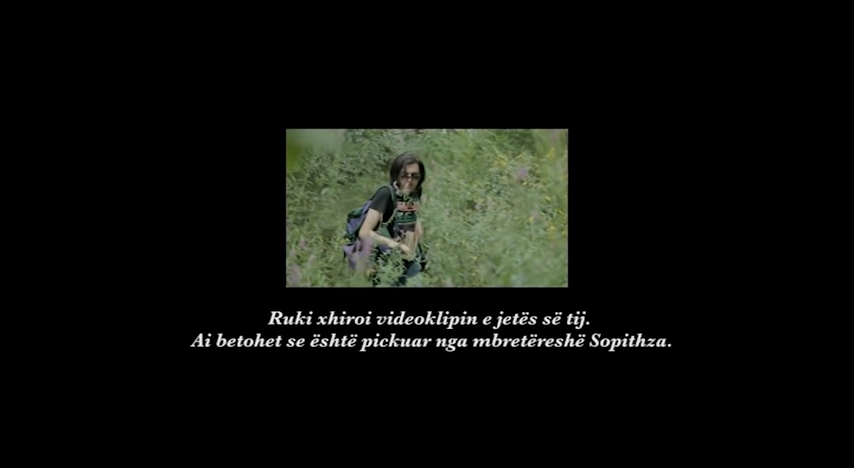 Ruki xhiroi videoklipin e jetës së tij.
Ai betohet se është pickuar nga mbretëreshë Sopithza.